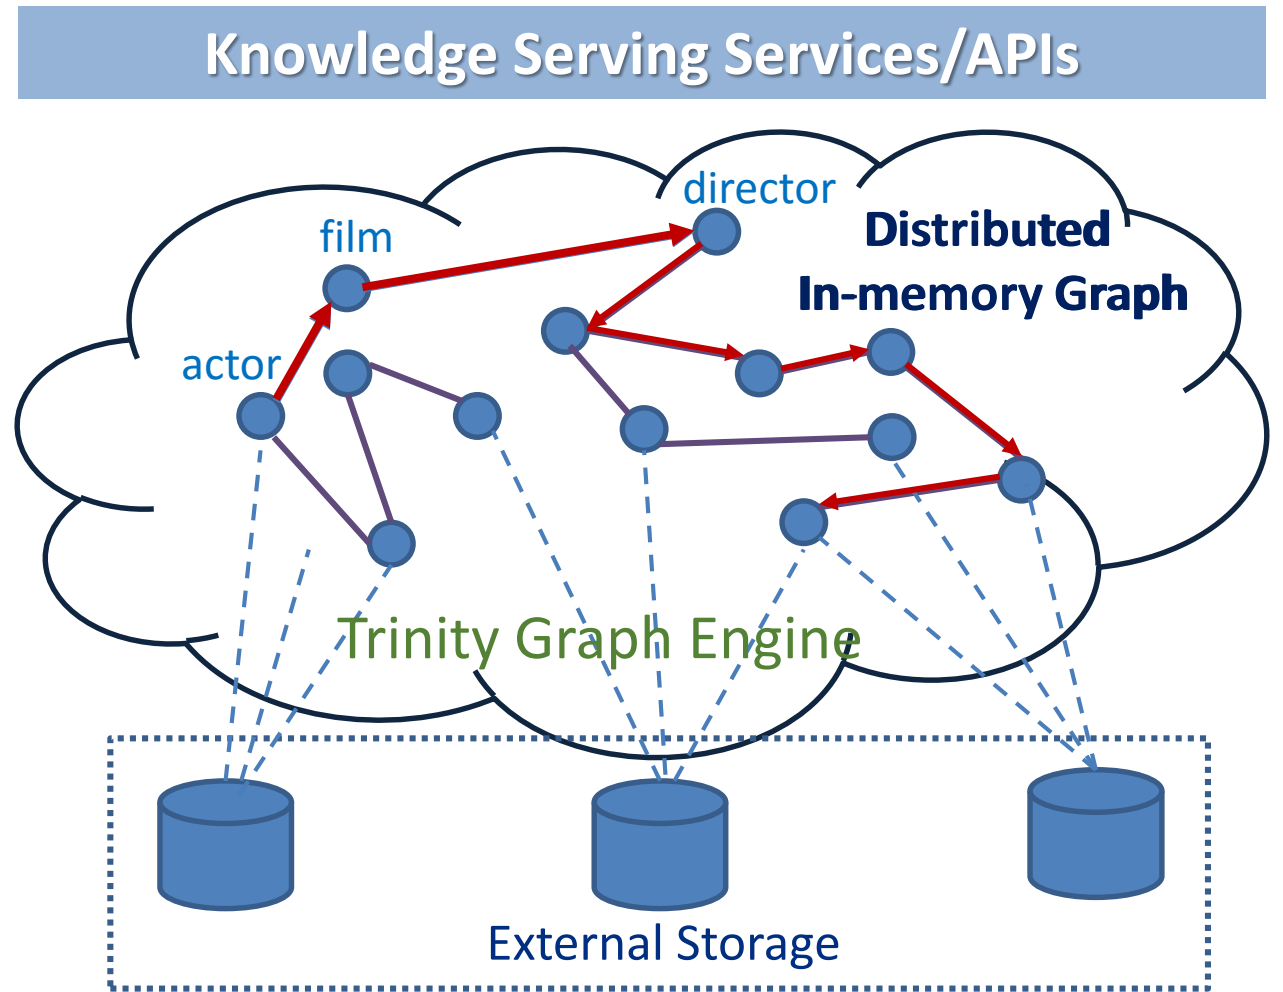 Knowledge Serving Services/APIs
director
film
Distributed
In-memory Graph
actor
Trinity Graph Engine
External Storage